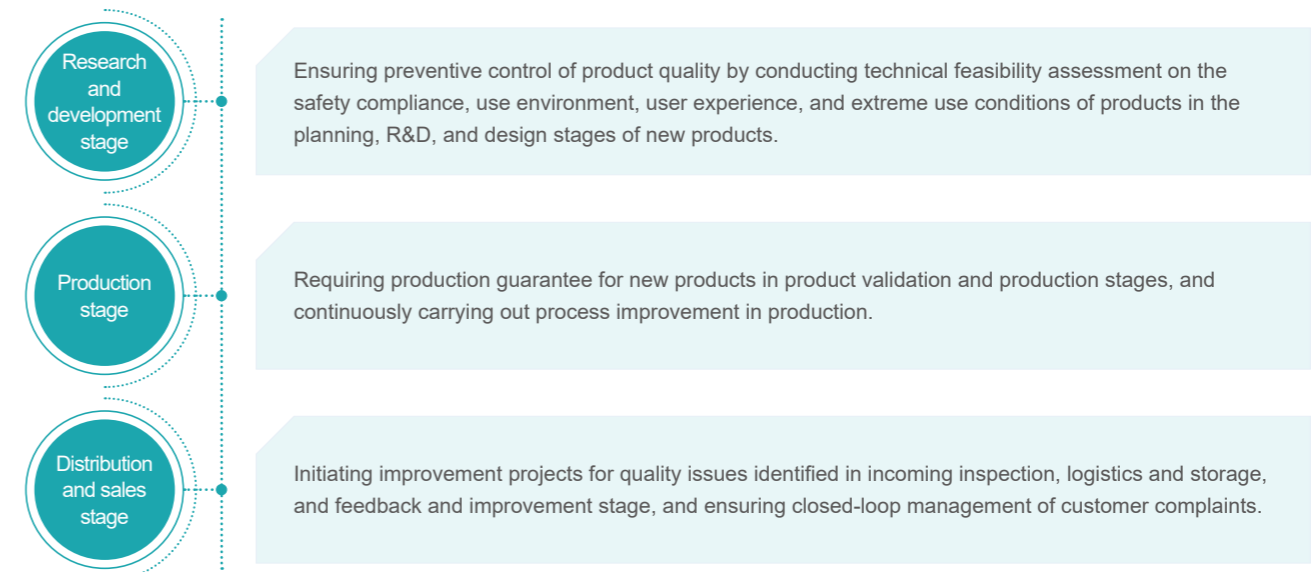 Research
and
development
stage
Ensuring preventive control of product quality by conducting technical feasibility assessment on the
safety compliance, use environment, user experience, and extreme use conditions of products in the
planning, R&D, and design stages of new products.
Production
stage
Requiring production guarantee for new products in product validation and production stages, and
continuously carrying out process improvement in production.
Distribution
and sales
stage
Initiating improvement projects for quality issues identified in incoming inspection, logistics and storage,
and feedback and improvement stage, and ensuring closed-loop management of customer complaints.